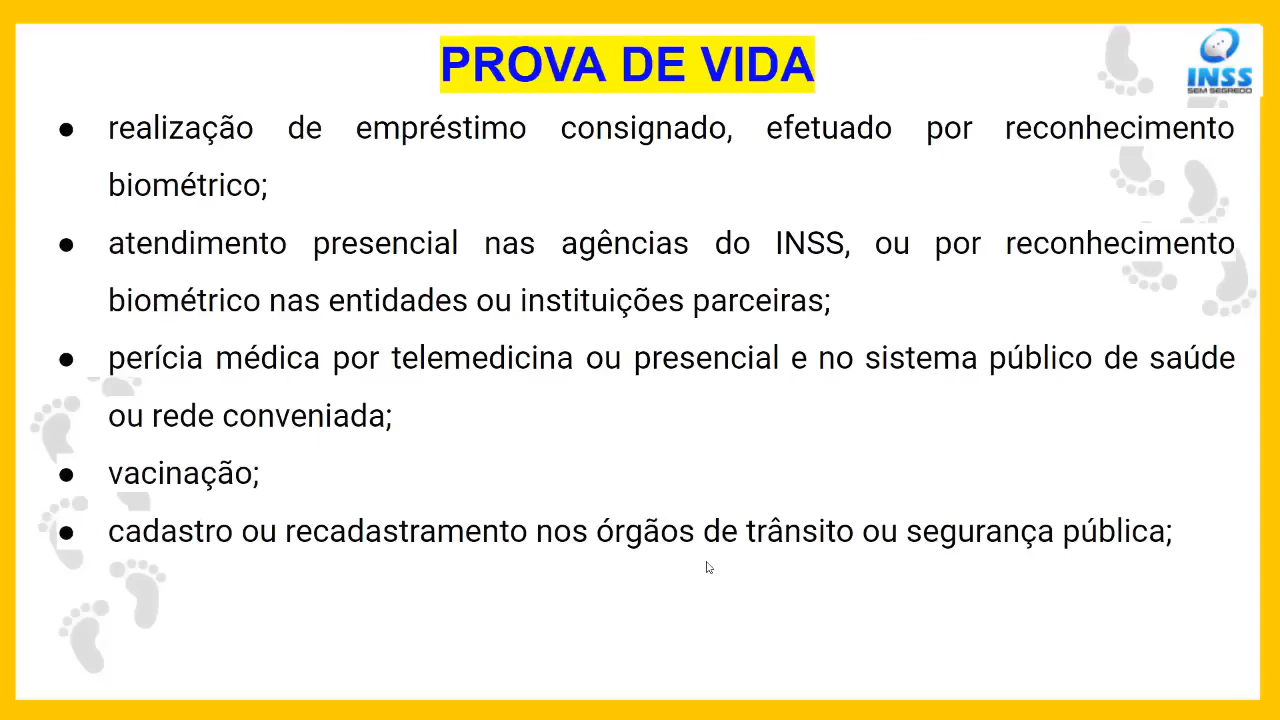 PROVA DE VIDA
INSS
SEM SEGREDO
● realização de empréstimo consignado, efetuado por reconhecimento
biométrico;
● atendimento presencial nas agências do INSS, ou por reconhecimento
biométrico nas entidades ou instituições parceiras;
● perícia médica por telemedicina ou presencial e no sistema público de saúde
ou rede conveniada;
● vacinação;
● cadastro ou recadastramento nos órgãos de trânsito ou segurança pública;